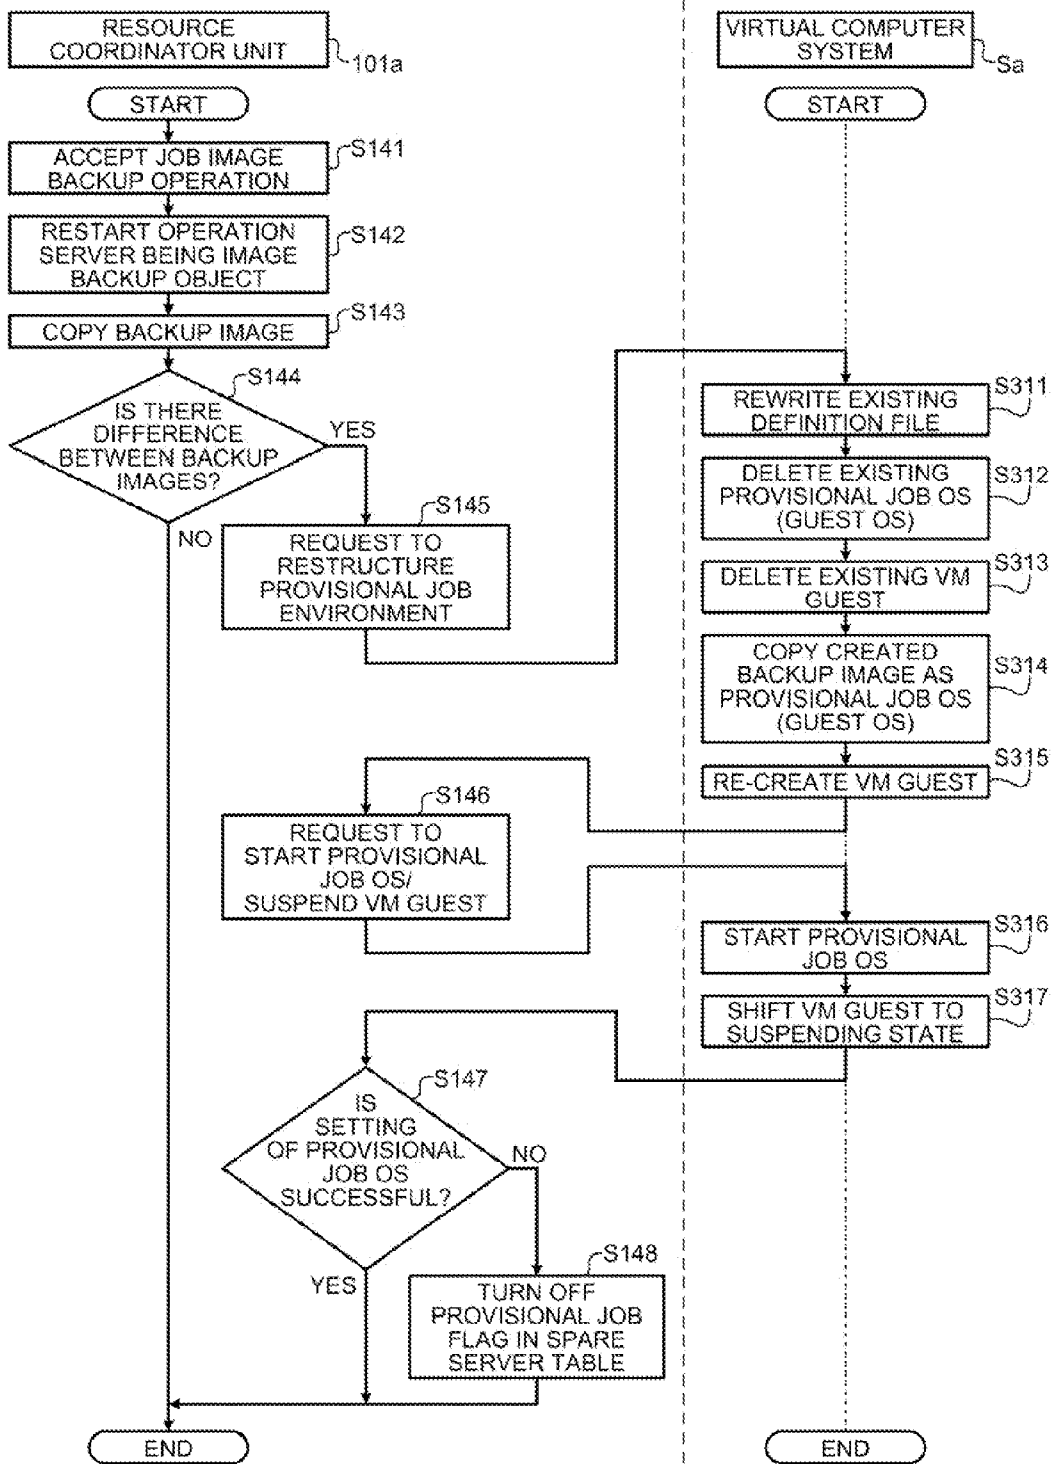 RESOURCE
COORDINATOR UNIT
101a
START
S141
ACCEPT JOB IMAGE
BACKUP OPERATION
S142
RESTART OPERATION
SERVER BEING IMAGE
BACKUP OBJECT
S143
COPY BACKUP IMAGE
S144
IS THERE
DIFFERENCE
BETWEEN BACKUP
IMAGES?
YES
NO
S145
REQUEST TO
RESTRUCTURE
PROVISIONAL JOB
ENVIRONMENT
S146
REQUEST TO
START PROVISIONAL
JOB OS/
SUSPEND VM GUEST
S147
IS
SETTING
OF PROVISIONAL
JOB OS
SUCCESSFUL?
NO
YES
S148
TURN OFF
PROVISIONAL JOB
FLAG IN SPARE
SERVER TABLE
END
VIRTUAL COMPUTER
SYSTEM
Sa
START
S311
REWRITE EXISTING
DEFINITION FILE
S312
DELETE EXISTING
PROVISIONAL JOB OS
(GUEST OS)
S313
DELETE EXISTING VM
GUEST
S314
COPY CREATED
BACKUP IMAGE AS
PROVISIONAL JOB OS
(GUEST OS)
S315
RE-CREATE VM GUEST
S316
START PROVISIONAL
JOB OS
S317
SHIFT VM GUEST TO
SUSPENDING STATE
END